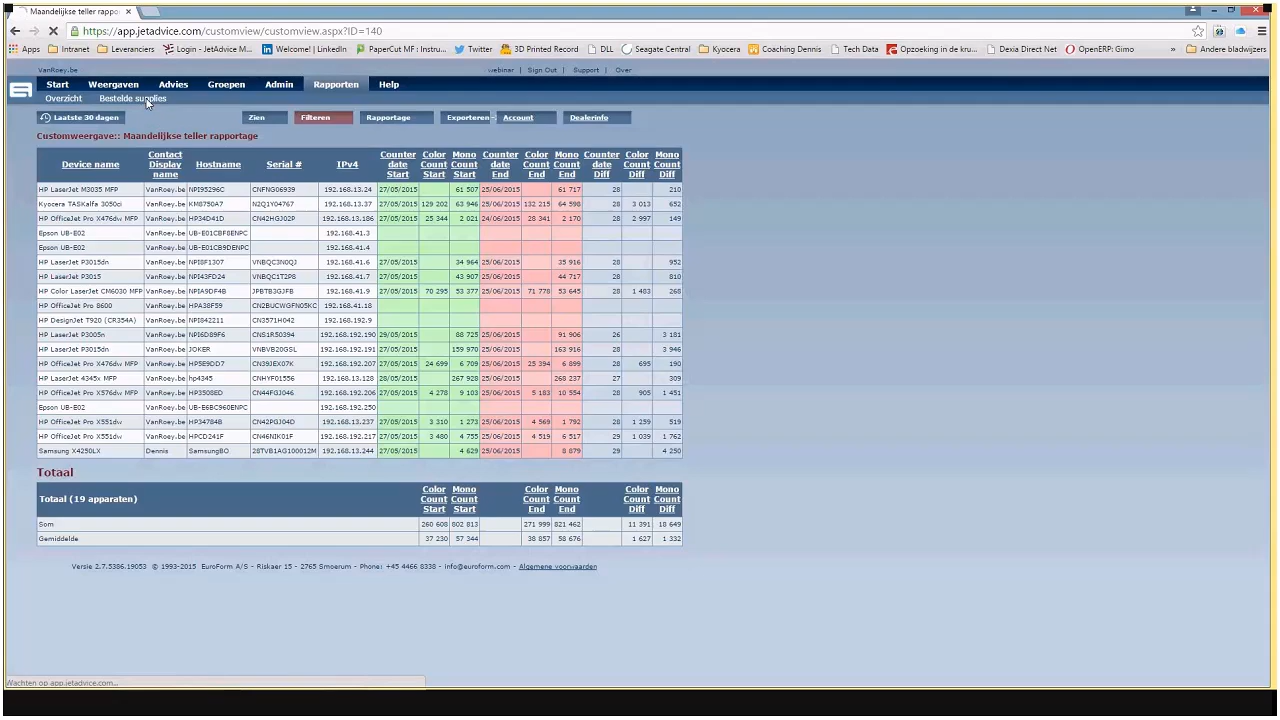 Maandelijkse teller rappor ×
https://app.jetadvice.com/customview/customview.aspx?ID=140
Apps Intranet Leveranciers Login - JetAdvice M... Welcome! | LinkedIn PaperCut MF : Instru... Twitter 3D Printed Record DLL Seagate Central Kyocera Coaching Dennis Tech Data Opzoeking in de kru... Dexia Direct Net OpenERP: Gimo » Andere bladwijzers
VanRoey.be webinar | Sign Out | Support | Over
Start Weergaven Advies Groepen Admin Rapporten Help
Overzicht Bestelde supplies
Laatste 30 dagen Zien Filteren Rapportage Exporteren Account Dealerinfo
Customweergave:: Maandelijkse teller rapportage
Device name Contact Display name Hostname Serial # IPv4 Counter date Start Color Count Start Mono Count Start Counter date End Color Count End Mono Count End Counter date Diff Color Count Diff Mono Count Diff
HP LaserJet M3035 MFP VanRoey.be NPI95296C CNFNG06939 192.168.13.24 27/05/2015 61 507 25/06/2015 61 717 28 210
Kyocera TASKalfa 3050ci VanRoey.be KM8750A7 N2Q1Y04767 192.168.13.37 27/05/2015 129 202 63 946 25/06/2015 132 215 64 598 28 3 013 652
HP OfficeJet Pro X476dw MFP VanRoey.be HP34D41D CN42HGJ02P 192.168.13.186 27/05/2015 25 344 2 021 24/06/2015 28 341 2 170 28 2 997 149
Epson UB-E02 VanRoey.be UB-E01CBF8ENPC 192.168.41.3
Epson UB-E02 VanRoey.be UB-E01CB9DENPC 192.168.41.4
HP LaserJet P3015dn VanRoey.be NPI8F1307 VNBQC3N0QJ 192.168.41.6 27/05/2015 34 964 25/06/2015 35 916 28 952
HP LaserJet P3015 VanRoey.be NPI43FD24 VNBQC1T2P8 192.168.41.7 27/05/2015 43 907 25/06/2015 44 717 28 810
HP Color LaserJet CM6030 MFP VanRoey.be NPIA9DF4B JPBTB3GJFB 192.168.41.9 27/05/2015 70 295 53 377 25/06/2015 71 778 53 645 28 1 483 268
HP OfficeJet Pro 8600 VanRoey.be HPA38F59 CN2BUCWGFN05KC 192.168.41.18
HP DesignJet T920 (CR354A) VanRoey.be NPI842211 CN3571H042 192.168.192.9
HP LaserJet P3005n VanRoey.be NPI6D89F6 CNS1R50394 192.168.192.190 29/05/2015 88 725 25/06/2015 91 906 26 3 181
HP LaserJet P3015dn VanRoey.be JOKER VNBVB20GSL 192.168.192.191 27/05/2015 159 970 25/06/2015 163 916 28 3 946
HP OfficeJet Pro X476dw MFP VanRoey.be HP5E9DD7 CN39JEX07K 192.168.192.207 27/05/2015 24 699 6 709 25/06/2015 25 394 6 899 28 695 190
HP LaserJet 4345x MFP VanRoey.be hp4345 CNHYF01556 192.168.13.128 28/05/2015 267 928 25/06/2015 268 237 27 309
HP OfficeJet Pro X576dw MFP VanRoey.be HP3508ED CN44FGJ046 192.168.192.206 27/05/2015 4 278 9 103 25/06/2015 5 183 10 554 28 905 1 451
Epson UB-E02 VanRoey.be UB-E6BC960ENPC 192.168.192.250
HP OfficeJet Pro X551dw VanRoey.be HP34784B CN42PGJ04D 192.168.13.237 27/05/2015 3 310 1 273 25/06/2015 4 569 1 792 28 1 259 519
HP OfficeJet Pro X551dw VanRoey.be HPCD241F CN46NIK01F 192.168.192.217 27/05/2015 3 480 4 755 25/06/2015 4 519 6 517 29 1 039 1 762
Samsung X4250LX Dennis SamsungBO 28TVB1AG100012M 192.168.13.244 27/05/2015 4 629 25/06/2015 8 879 29 4 250
Totaal
Totaal (19 apparaten) Color Count Start Mono Count Start Color Count End Mono Count End Color Count Diff Mono Count Diff
Som 260 608 802 813 271 999 821 462 11 391 18 649
Gemiddelde 37 230 57 344 38 857 58 676 1 627 1 332
Versie 2.7.5386.19053 © 1993-2015 EuroForm A/S - Riskaer 15 - 2765 Smoerum - Phone: +45 4466 8338 - info@euroform.com - Algemene voorwaarden
Wachten op app.jetadvice.com...